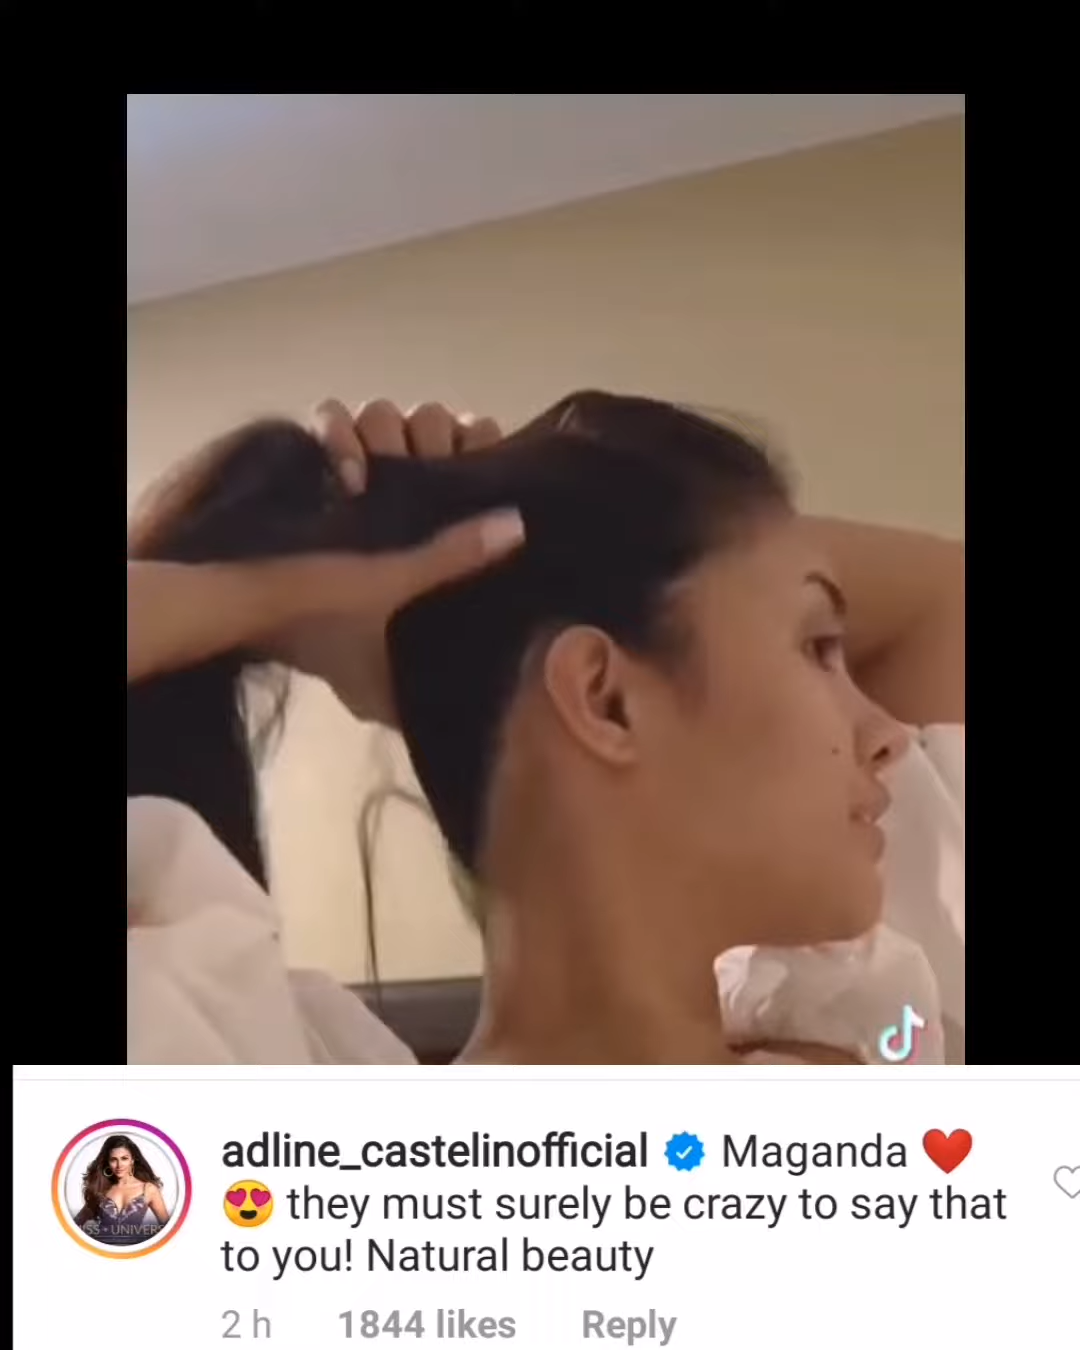 adline_castelinofficial Maganda ❤️
😍 they must surely be crazy to say that
to you! Natural beauty
2 h 1844 likes Reply